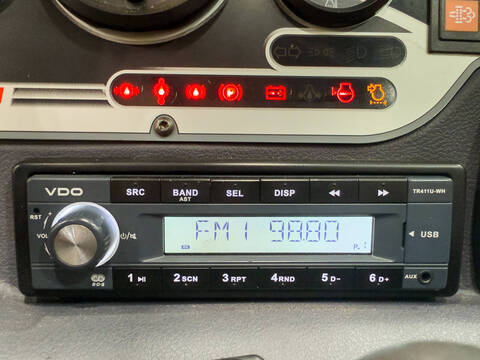 VDO
SRC
BAND
AST
SEL
DISP
◀◀
▶▶
TR411U-WH
RST
VOL
FM1 98.80
P. 1
◀ USB
1 ▶II
2 SCN
3 RPT
4 RND
5 D-
6 D+
AUX